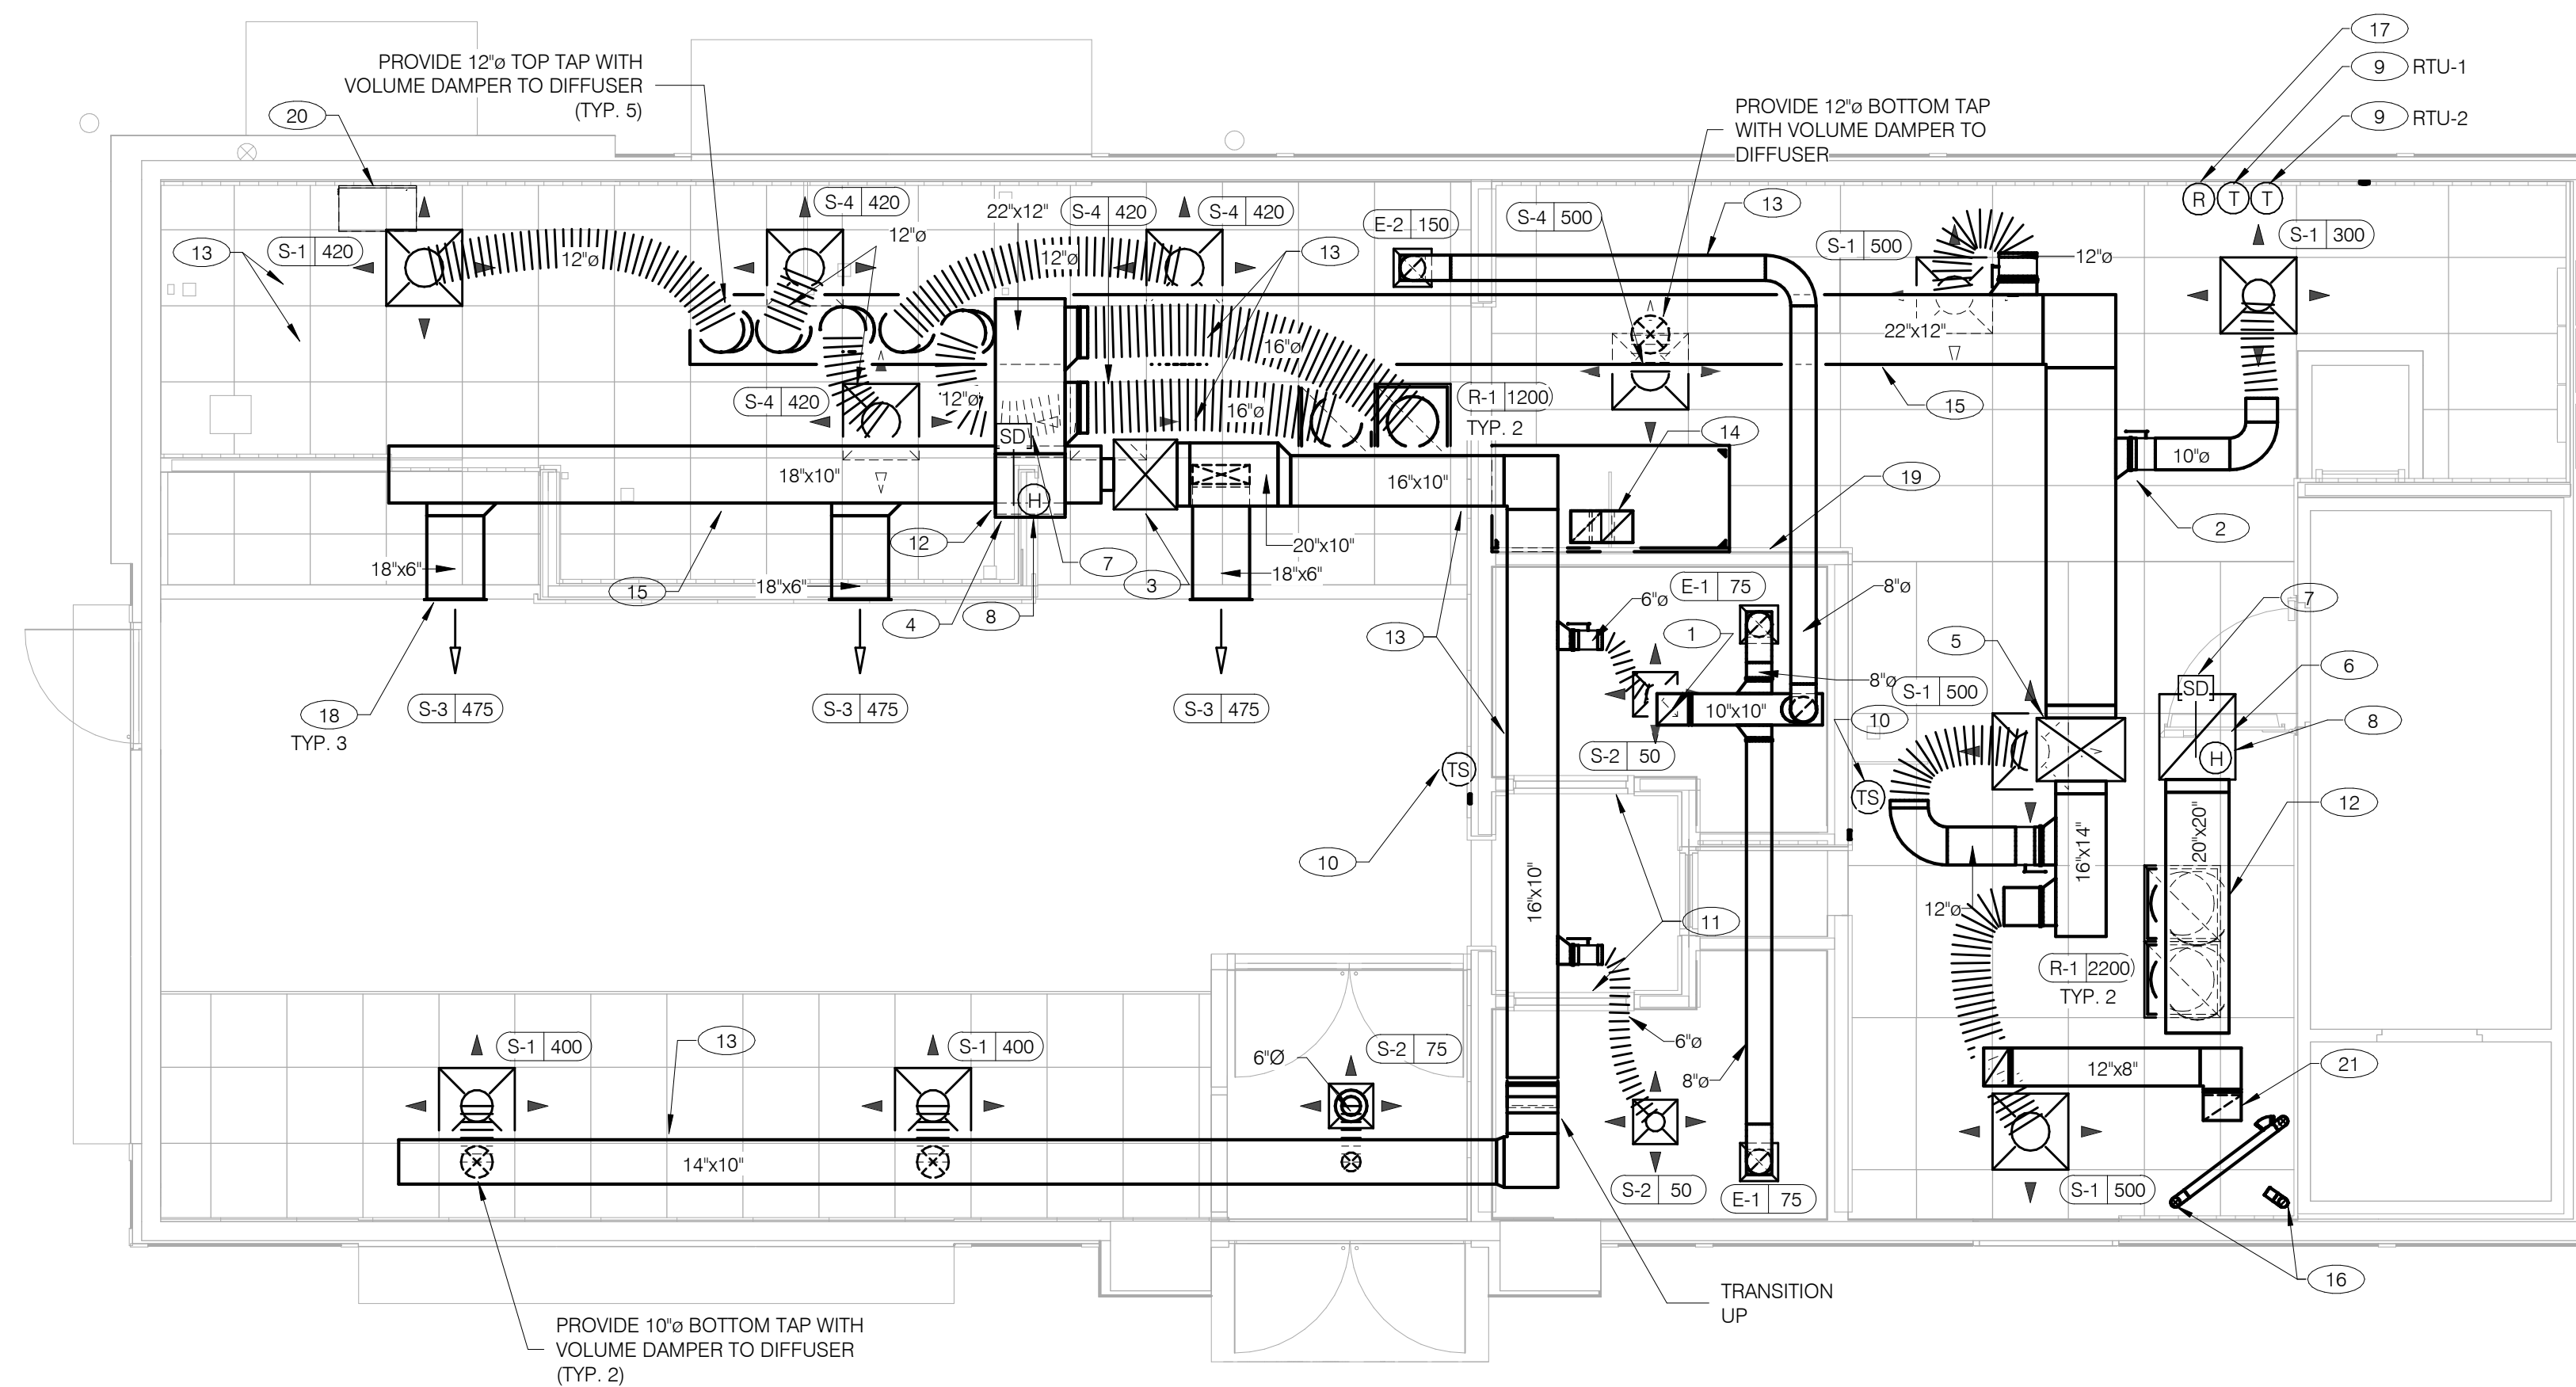 17
9 RTU-1
9 RTU-2
PROVIDE 12"ø TOP TAP WITH
VOLUME DAMPER TO DIFFUSER
(TYP. 5)
20
PROVIDE 12"ø BOTTOM TAP
WITH VOLUME DAMPER TO
DIFFUSER
R T T
S-4 420
22"x12"
S-4 420
S-4 420
E-2 150
S-4 500
13
S-1 500
S-1 300
13
S-1 420
12"ø
12"ø
12"ø
13
12"ø
16"ø
22"x12"
S-4 420
12"ø
16"ø
R-1 1200
TYP. 2
15
14
SD
18"x10"
H
16"x10"
19
10"ø
2
12
20"x10"
18"x6"
18"x6"
18"x6"
7
3
15
4
8
13
6"ø
E-1 75
8"ø
1
5
7
SD
6
8"ø
S-1 500
S-3 475
S-3 475
S-3 475
18
TYP. 3
10"x10"
10
8
H
S-2 50
TS
TS
10
12
16"x10"
16"x14"
20"x20"
11
12"ø
R-1 2200
TYP. 2
13
S-1 400
S-1 400
6"Ø
S-2 75
6"ø
8"ø
12"x8"
21
14"x10"
S-2 50
E-1 75
S-1 500
16
TRANSITION
UP
PROVIDE 10"ø BOTTOM TAP WITH
VOLUME DAMPER TO DIFFUSER
(TYP. 2)